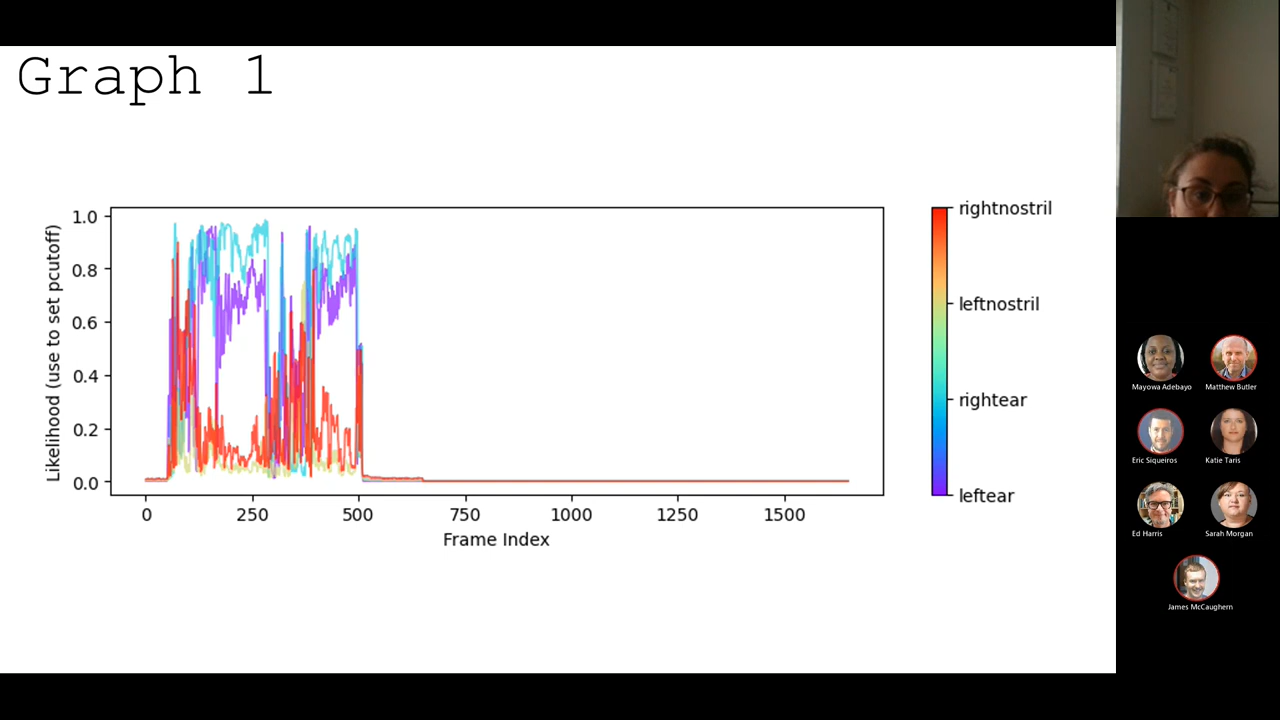 Graph 1
Likelihood (use to set pcutoff)
1.0
0.8
0.6
0.4
0.2
0.0
0
250
500
750
1000
1250
1500
Frame Index
rightnostril
leftnostril
rightear
leftear
Mayowa Adebayo
Matthew Butler
Eric Siqueiros
Katie Taris
Ed Harris
Sarah Morgan
James McCaughern